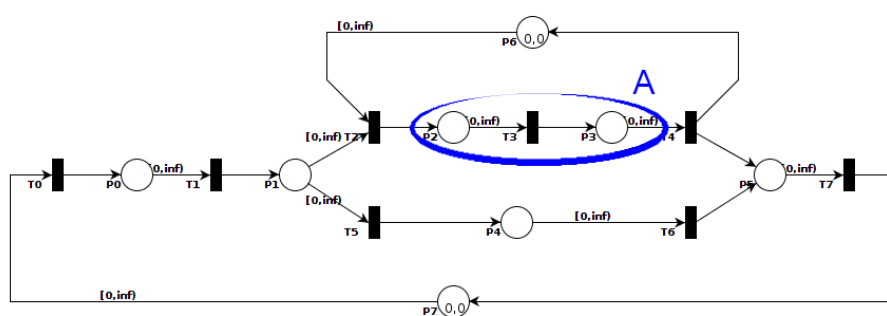 [0,inf)
P6
0,0
A
[0,inf)
T2
P2
[0,inf)
T3
P3
[0,inf)
T4
T0
P0
[0,inf)
T1
P1
[0,inf)
P5
[0,inf)
T7
T5
P4
[0,inf)
T6
[0,inf)
P7
0,0